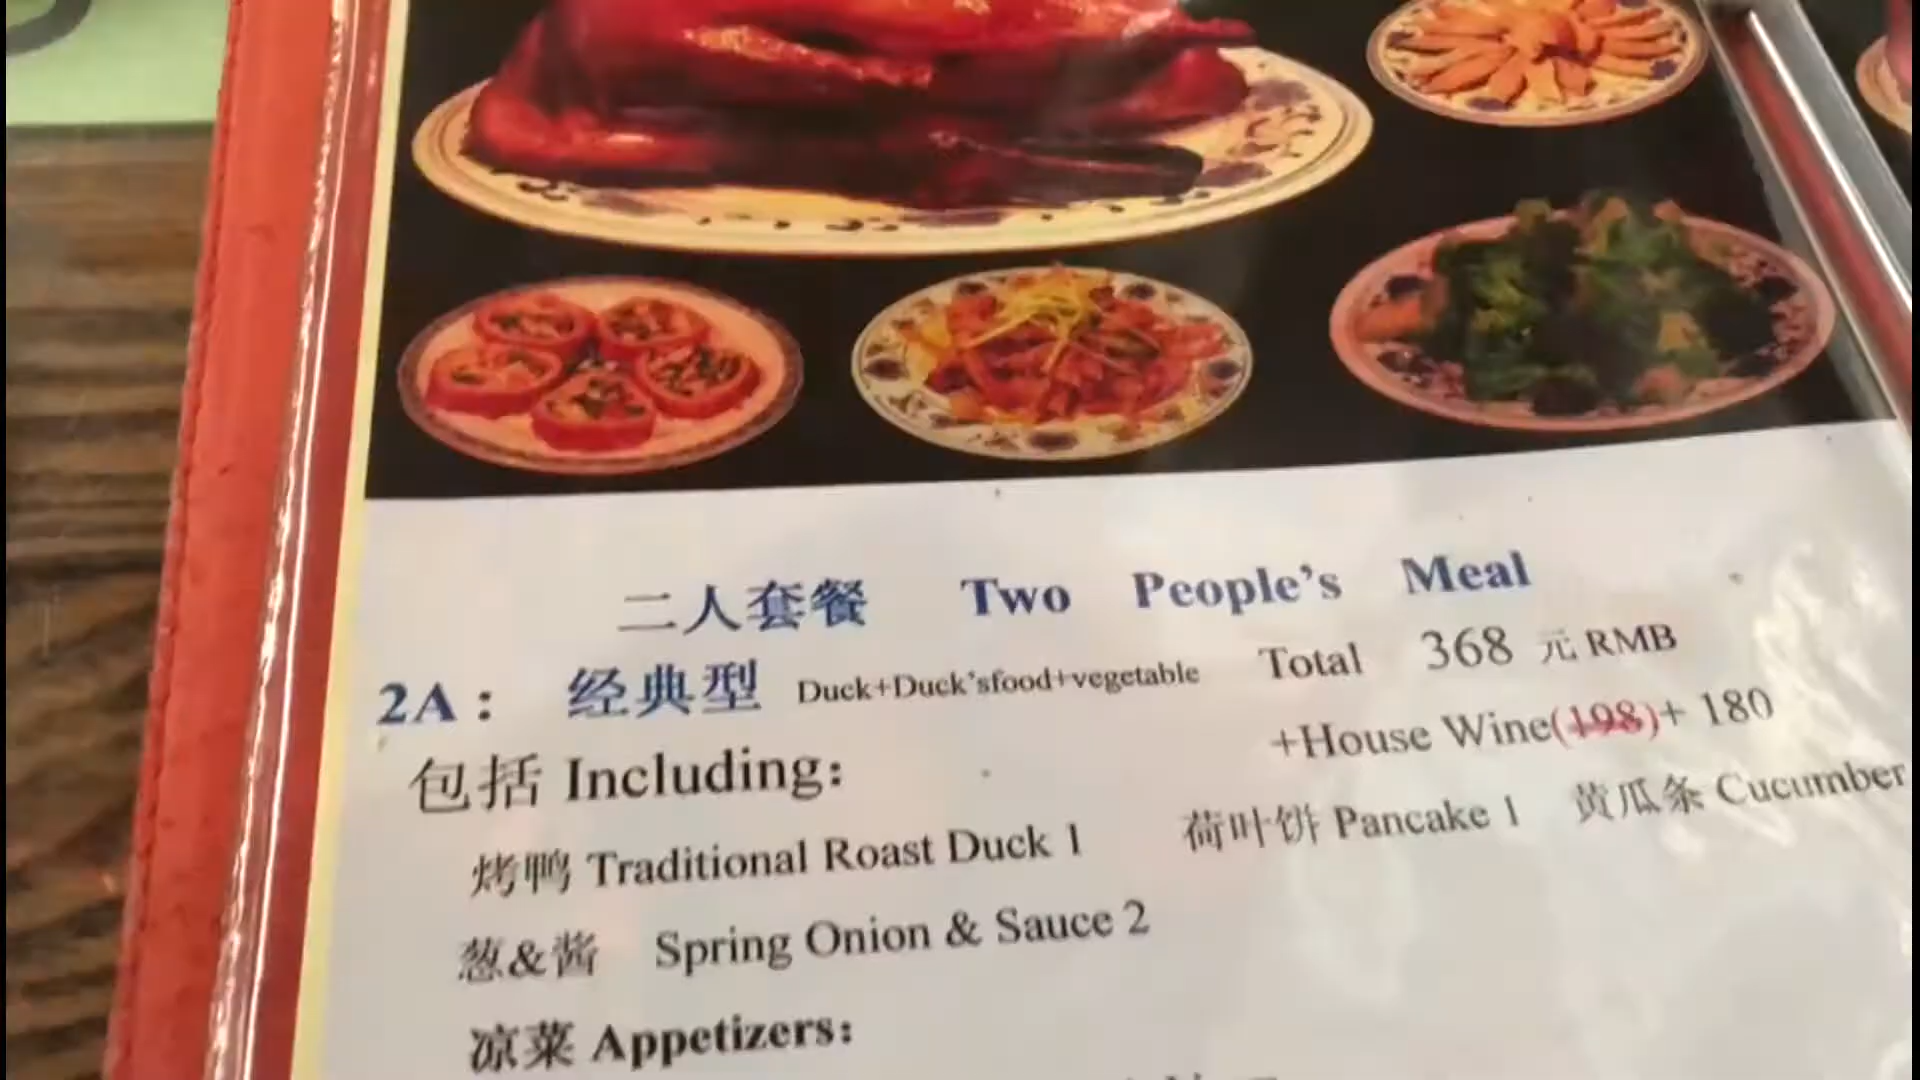 二人套餐 Two People's Meal
2A： 经典型 Duck+Duck'sfood+vegetable Total 368 元 RMB
+House Wine(198)+ 180
包括 Including:
烤鸭 Traditional Roast Duck 1 荷叶饼 Pancake 1 黄瓜条 Cucumber
葱&酱 Spring Onion & Sauce 2
凉菜 Appetizers: